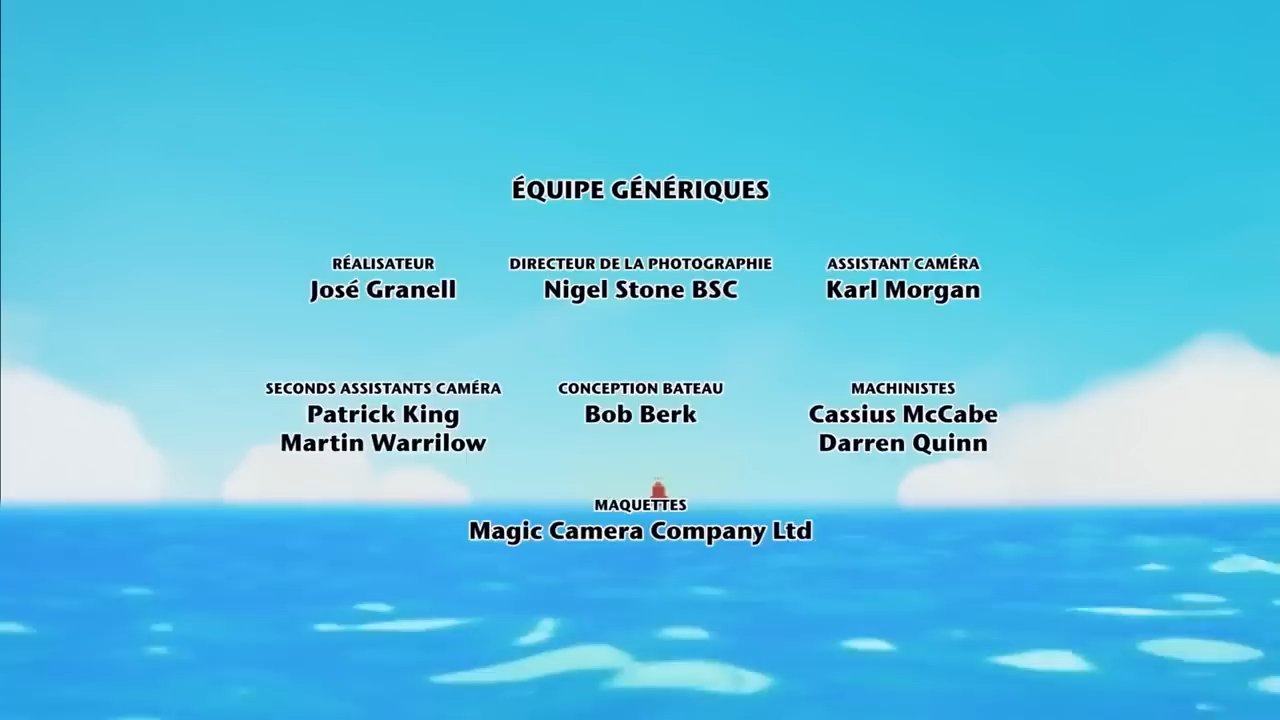 ÉQUIPE GÉNÉRIQUES
RÉALISATEUR
José Granell
DIRECTEUR DE LA PHOTOGRAPHIE
Nigel Stone BSC
ASSISTANT CAMÉRA
Karl Morgan
SECONDS ASSISTANTS CAMÉRA
Patrick King
Martin Warrilow
CONCEPTION BATEAU
Bob Berk
MACHINISTES
Cassius McCabe
Darren Quinn
MAQUETTES
Magic Camera Company Ltd